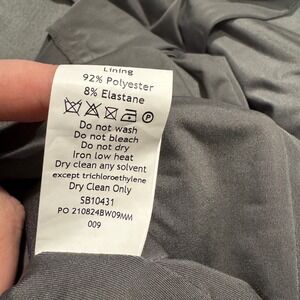 Lining
92% Polyester
8% Elastane
Do not wash
Do not bleach
Do not dry
Iron low heat
Dry clean any solvent
except trichloroethylene
Dry Clean Only
SB10431
PO 210824BW09MM
009